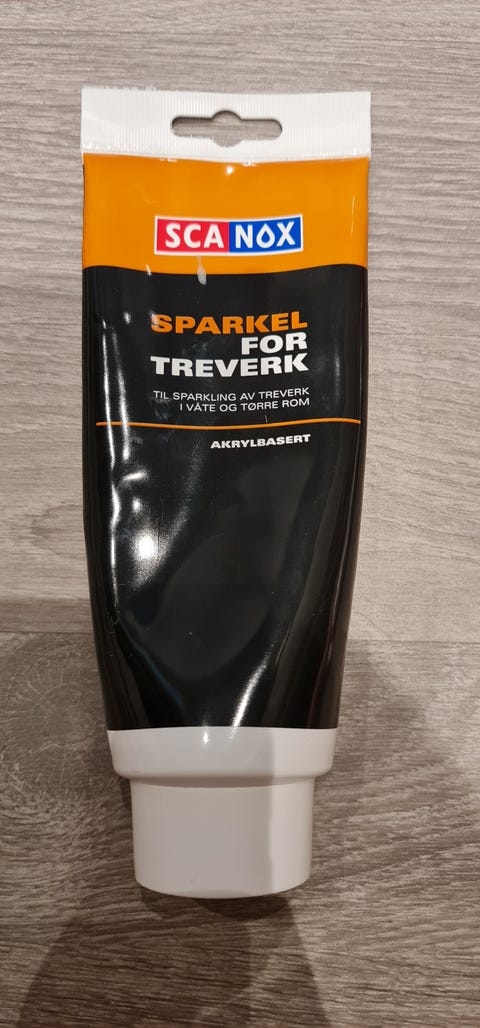 SCANOX
SPARKEL
FOR
TREVERK
TIL SPARKLING AV TREVERK
I VÅTE OG TØRRE ROM
AKRYLBASERT